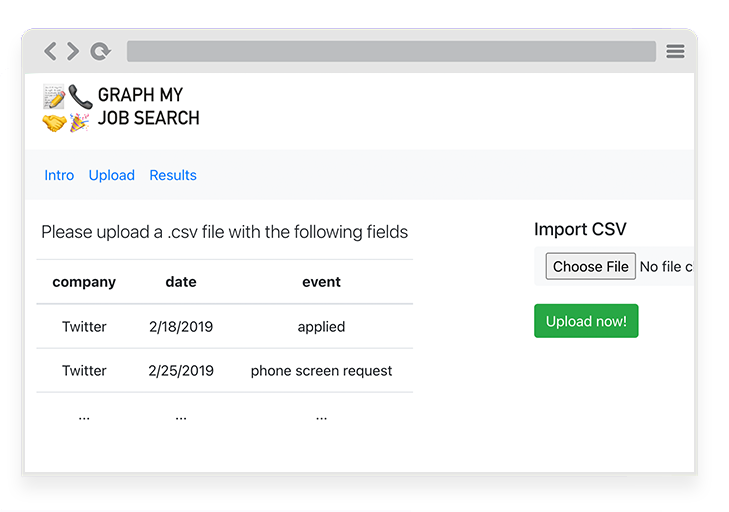 GRAPH MY
JOB SEARCH
Intro Upload Results
Please upload a .csv file with the following fields
company date event
Twitter 2/18/2019 applied
Twitter 2/25/2019 phone screen request
... ... ...
Import CSV
Choose File No file c
Upload now!